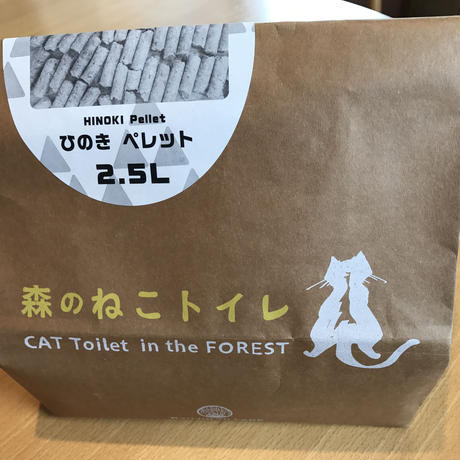 HINOKI Pellet
ひのき ペレット
2.5L
森のねこトイレ
CAT Toilet in the FOREST